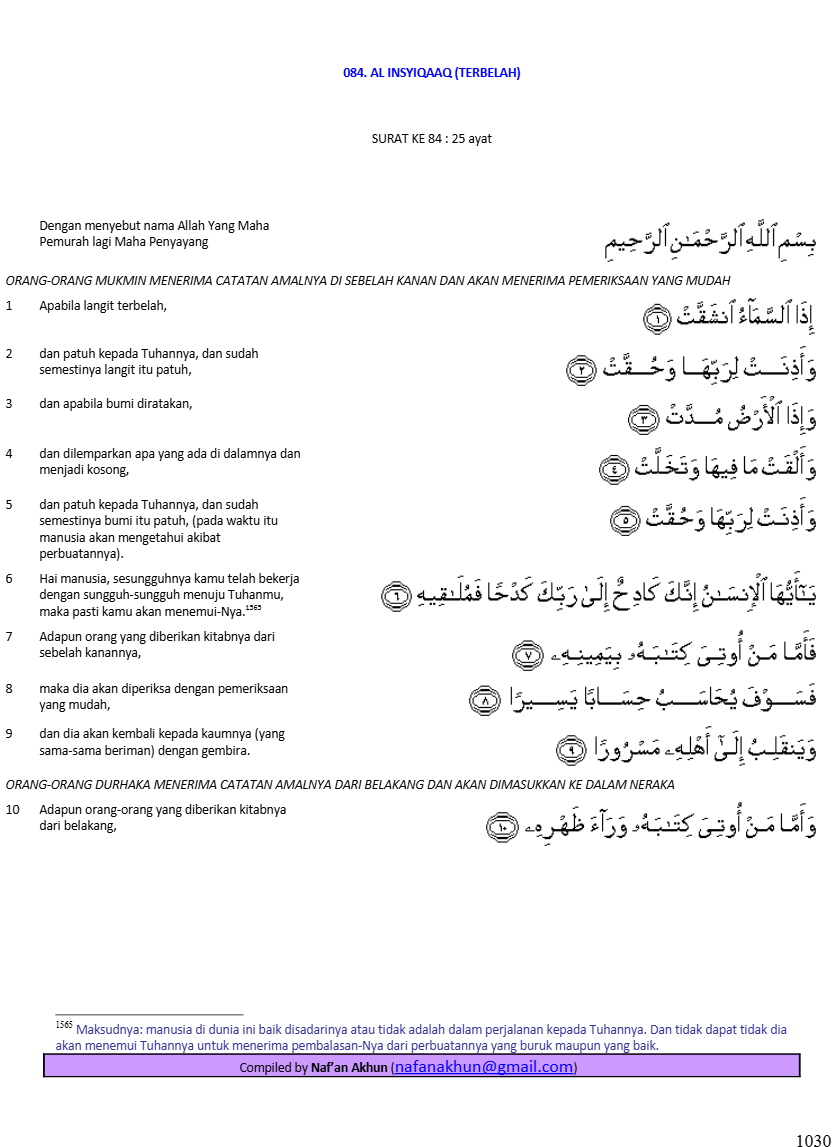 084. AL INSYIQAAQ (TERBELAH)
SURAT KE 84 : 25 ayat
Dengan menyebut nama Allah Yang Maha
Pemurah lagi Maha Penyayang
بِسْمِ ٱللَّهِ ٱلرَّحْمَـٰنِ ٱلرَّحِيمِ
ORANG-ORANG MUKMIN MENERIMA CATATAN AMALNYA DI SEBELAH KANAN DAN AKAN MENERIMA PEMERIKSAAN YANG MUDAH
1 Apabila langit terbelah,
إِذَا ٱلسَّمَآءُ ٱنشَقَّتْ ١
2 dan patuh kepada Tuhannya, dan sudah
semestinya langit itu patuh,
وَأَذِنَتْ لِرَبِّهَا وَحُقَّتْ ٢
3 dan apabila bumi diratakan,
وَإِذَا ٱلْأَرْضُ مُدَّتْ ٣
4 dan dilemparkan apa yang ada di dalamnya dan
menjadi kosong,
وَأَلْقَتْ مَا فِيهَا وَتَخَلَّتْ ٤
5 dan patuh kepada Tuhannya, dan sudah
semestinya bumi itu patuh, (pada waktu itu
manusia akan mengetahui akibat
perbuatannya).
وَأَذِنَتْ لِرَبِّهَا وَحُقَّتْ ٥
6 Hai manusia, sesungguhnya kamu telah bekerja
dengan sungguh-sungguh menuju Tuhanmu,
maka pasti kamu akan menemui-Nya.1565
يَـٰٓأَيُّهَا ٱلْإِنسَـٰنُ إِنَّكَ كَادِحٌ إِلَىٰ رَبِّكَ كَدْحًا فَمُلَـٰقِيهِ ٦
7 Adapun orang yang diberikan kitabnya dari
sebelah kanannya,
فَأَمَّا مَنْ أُوتِىَ كِتَـٰبَهُۥ بِيَمِينِهِۦ ٧
8 maka dia akan diperiksa dengan pemeriksaan
yang mudah,
فَسَوْفَ يُحَاسَبُ حِسَابًا يَسِيرًا ٨
9 dan dia akan kembali kepada kaumnya (yang
sama-sama beriman) dengan gembira.
وَيَنقَلِبُ إِلَىٰٓ أَهْلِهِۦ مَسْرُورًا ٩
ORANG-ORANG DURHAKA MENERIMA CATATAN AMALNYA DARI BELAKANG DAN AKAN DIMASUKKAN KE DALAM NERAKA
10 Adapun orang-orang yang diberikan kitabnya
dari belakang,
وَأَمَّا مَنْ أُوتِىَ كِتَـٰبَهُۥ وَرَآءَ ظَهْرِهِۦ ١٠
1565 Maksudnya: manusia di dunia ini baik disadarinya atau tidak adalah dalam perjalanan kepada Tuhannya. Dan tidak dapat tidak dia
akan menemui Tuhannya untuk menerima pembalasan-Nya dari perbuatannya yang buruk maupun yang baik.
Compiled by Naf’an Akhun (nafanakhun@gmail.com)
1030